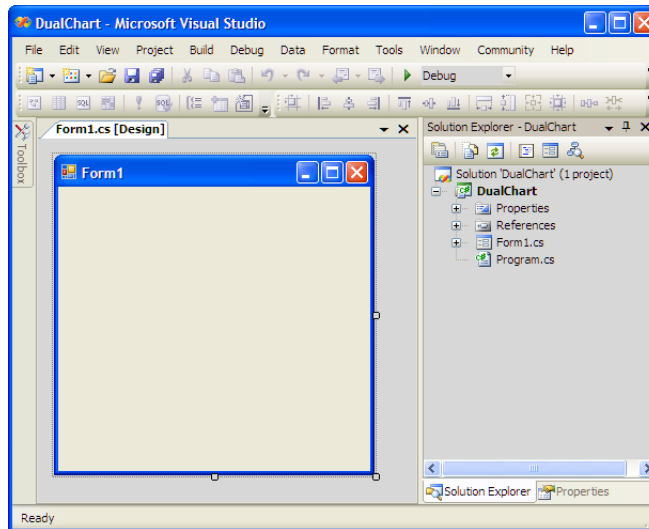 DualChart - Microsoft Visual Studio
File Edit View Project Build Debug Data Format Tools Window Community Help
Debug
SQL
Form1.cs [Design]
Toolbox
Form1
Solution Explorer - DualChart
Solution 'DualChart' (1 project)
DualChart
Properties
References
Form1.cs
Program.cs
Solution Explorer
Properties
Ready